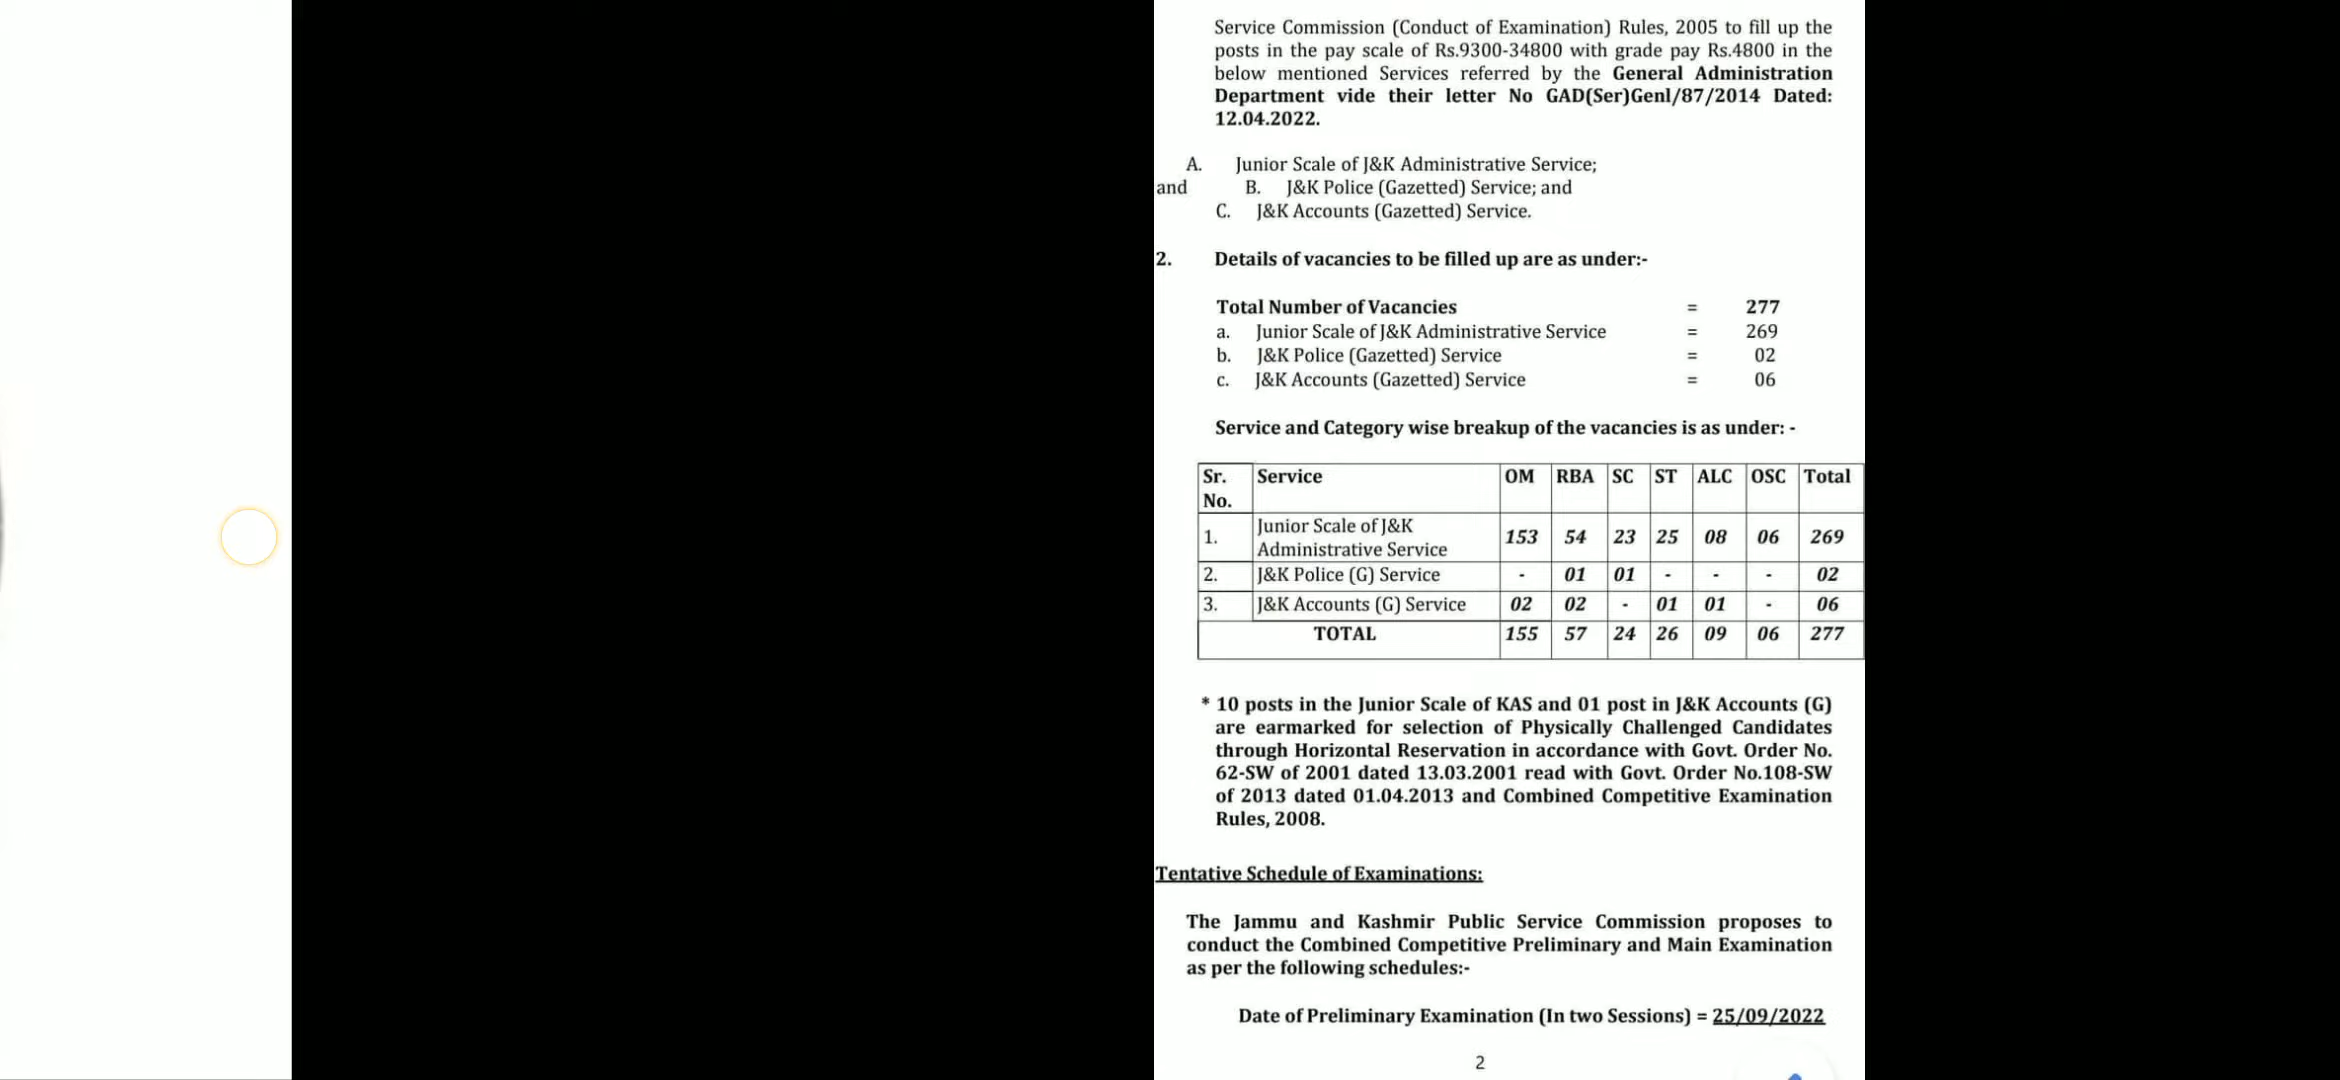 Service Commission (Conduct of Examination) Rules, 2005 to fill up the
posts in the pay scale of Rs.9300-34800 with grade pay Rs.4800 in the
below mentioned Services referred by the General Administration
Department vide their letter No GAD(Ser)Genl/87/2014 Dated:
12.04.2022.
A. Junior Scale of J&K Administrative Service;
and B. J&K Police (Gazetted) Service; and
C. J&K Accounts (Gazetted) Service.
2. Details of vacancies to be filled up are as under:-
Total Number of Vacancies = 277
a. Junior Scale of J&K Administrative Service = 269
b. J&K Police (Gazetted) Service = 02
c. J&K Accounts (Gazetted) Service = 06
Service and Category wise breakup of the vacancies is as under: -
Sr. No. Service OM RBA SC ST ALC OSC Total
1. Junior Scale of J&K Administrative Service 153 54 23 25 08 06 269
2. J&K Police (G) Service - 01 01 - - - 02
3. J&K Accounts (G) Service 02 02 - 01 01 - 06
TOTAL 155 57 24 26 09 06 277
* 10 posts in the Junior Scale of KAS and 01 post in J&K Accounts (G)
are earmarked for selection of Physically Challenged Candidates
through Horizontal Reservation in accordance with Govt. Order No.
62-SW of 2001 dated 13.03.2001 read with Govt. Order No.108-SW
of 2013 dated 01.04.2013 and Combined Competitive Examination
Rules, 2008.
Tentative Schedule of Examinations:
The Jammu and Kashmir Public Service Commission proposes to
conduct the Combined Competitive Preliminary and Main Examination
as per the following schedules:-
Date of Preliminary Examination (In two Sessions) = 25/09/2022
2